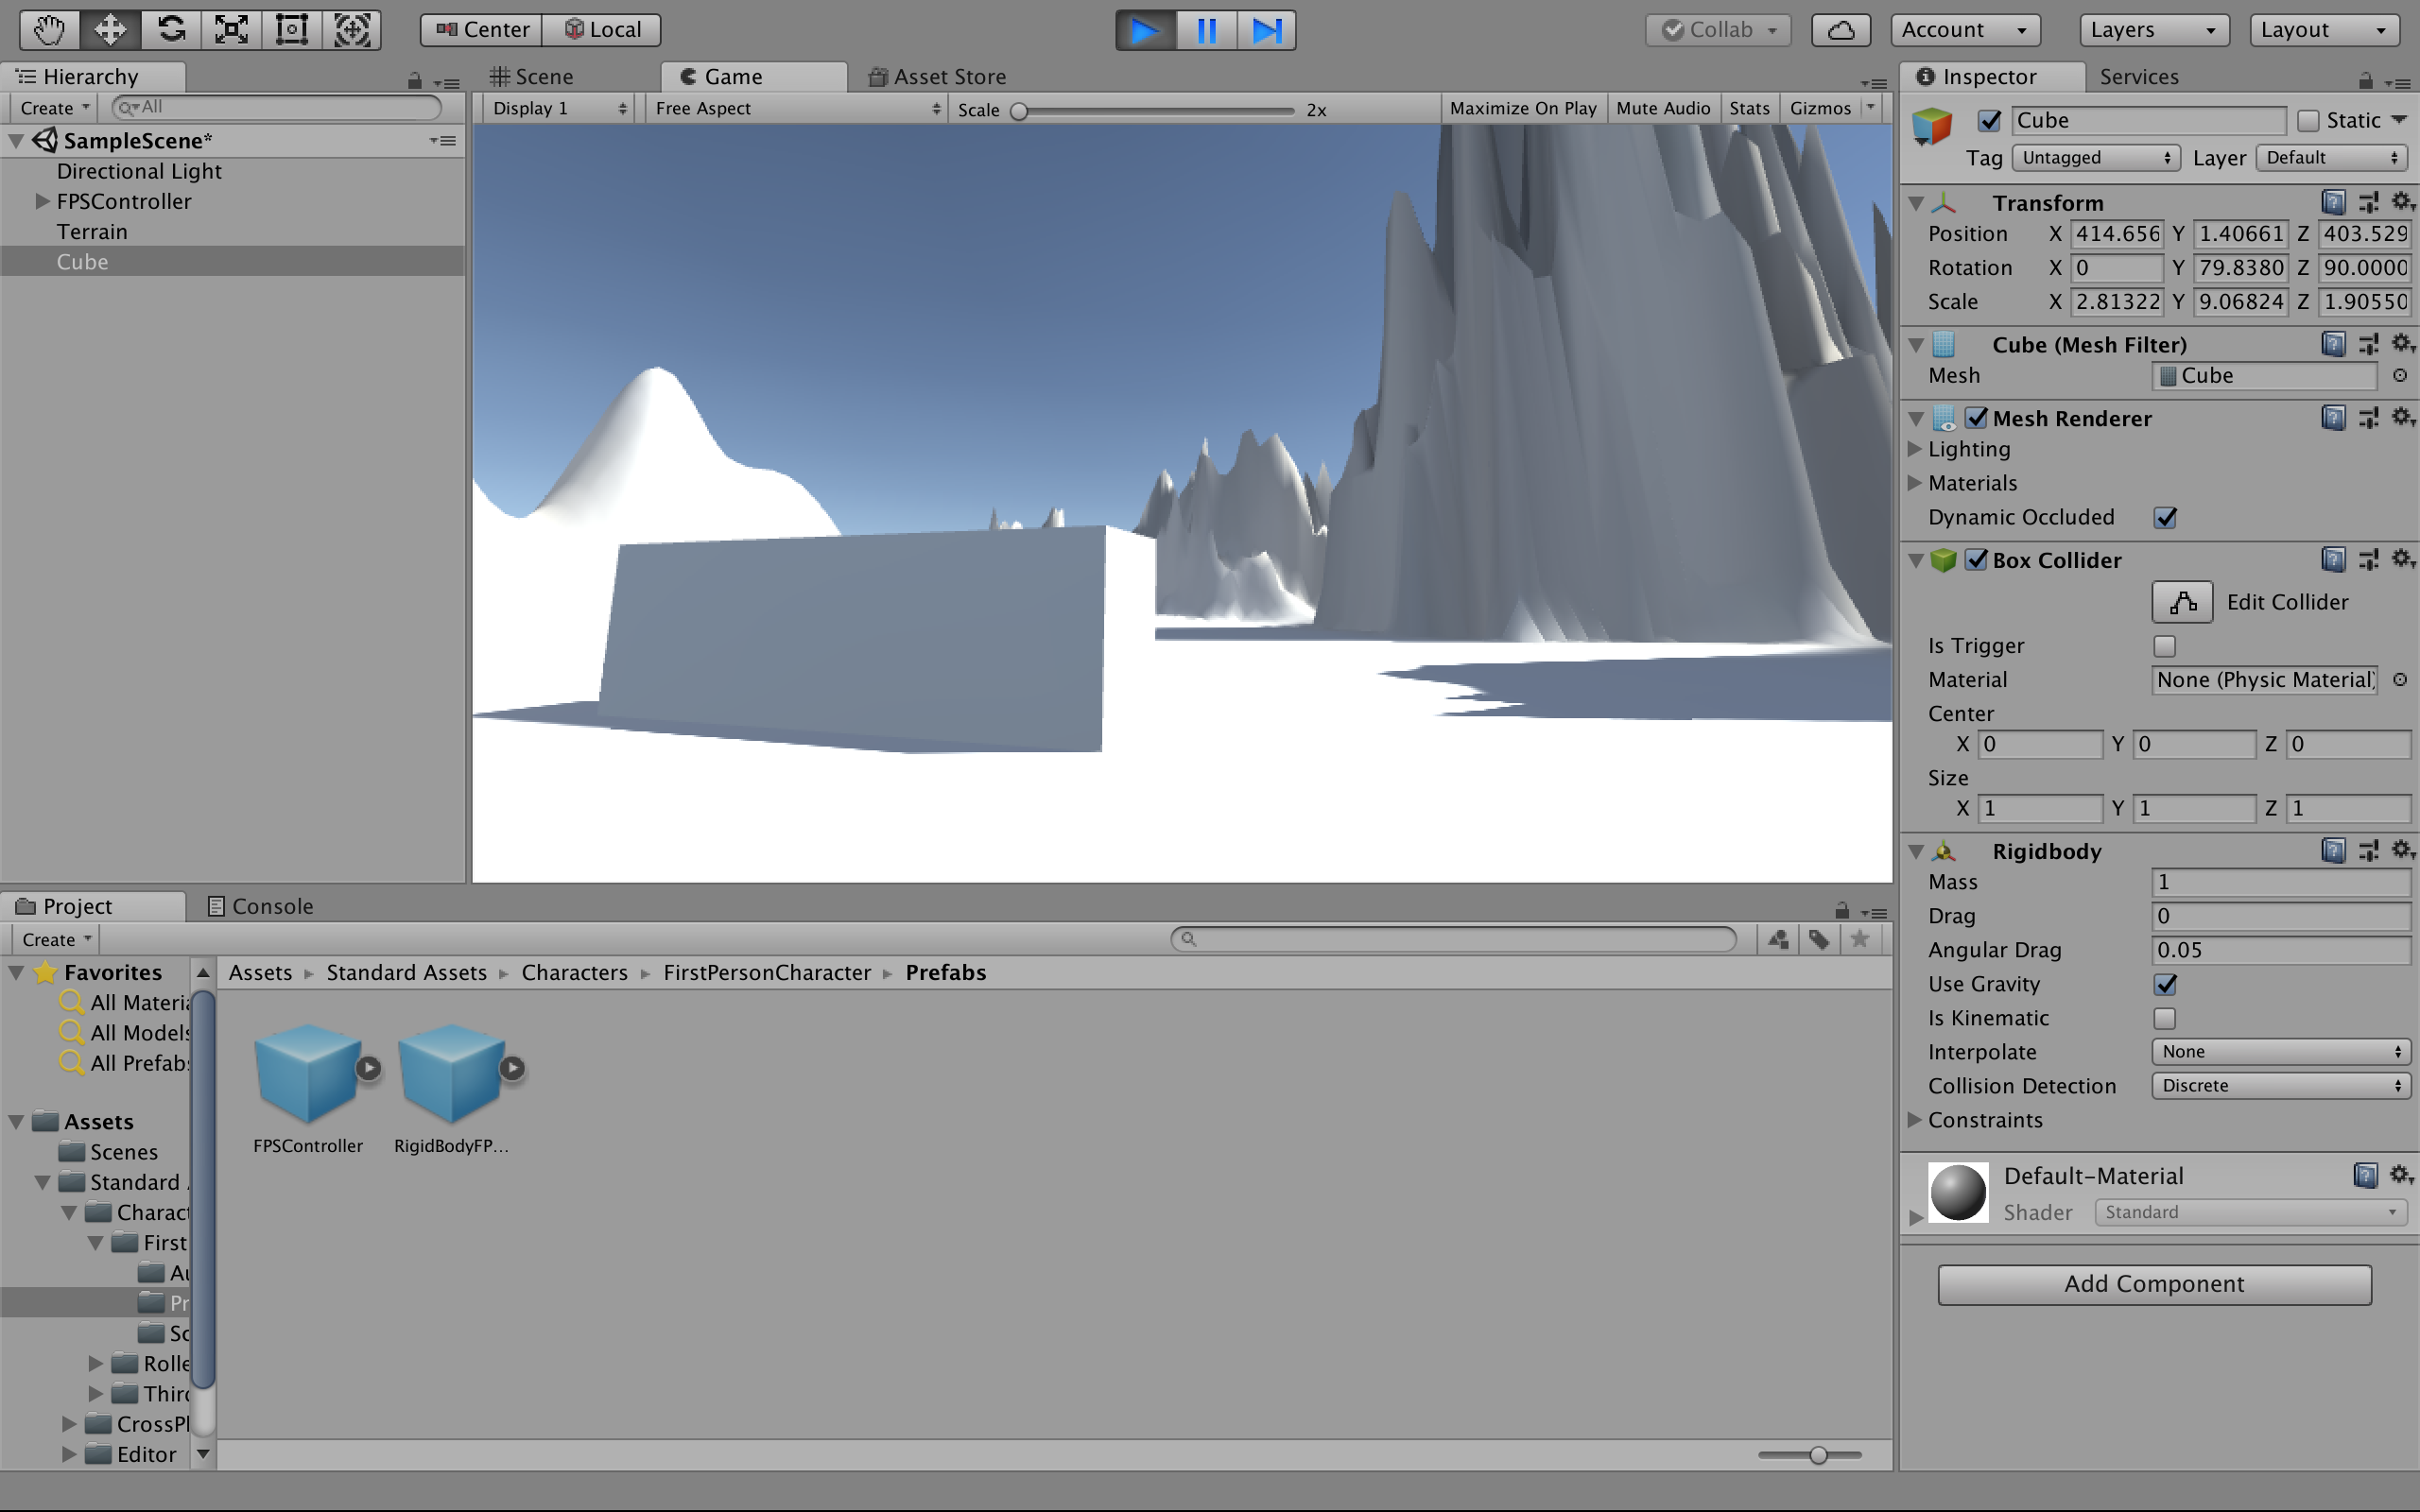 Center Local Collab Account Layers Layout
Hierarchy
Create All
SampleScene*
Directional Light
FPSController
Terrain
Cube
Scene Game Asset Store
Display 1 Free Aspect Scale 2x Maximize On Play Mute Audio Stats Gizmos
Project Console
Create
Favorites
All Materia
All Models
All Prefabs
Assets
Scenes
Standard
Charact
First
Au
Pr
Sc
Rolle
Third
CrossPl
Editor
Assets Standard Assets Characters FirstPersonCharacter Prefabs
FPSController RigidBodyFP...
Inspector Services
Cube Static
Tag Untagged Layer Default
Transform
Position X 414.656 Y 1.40661 Z 403.529
Rotation X 0 Y 79.8380 Z 90.0000
Scale X 2.81322 Y 9.06824 Z 1.90550
Cube (Mesh Filter)
Mesh Cube
Mesh Renderer
Lighting
Materials
Dynamic Occluded
Box Collider
Edit Collider
Is Trigger
Material None (Physic Material)
Center
X 0 Y 0 Z 0
Size
X 1 Y 1 Z 1
Rigidbody
Mass 1
Drag 0
Angular Drag 0.05
Use Gravity
Is Kinematic
Interpolate None
Collision Detection Discrete
Constraints
Default-Material
Shader Standard
Add Component